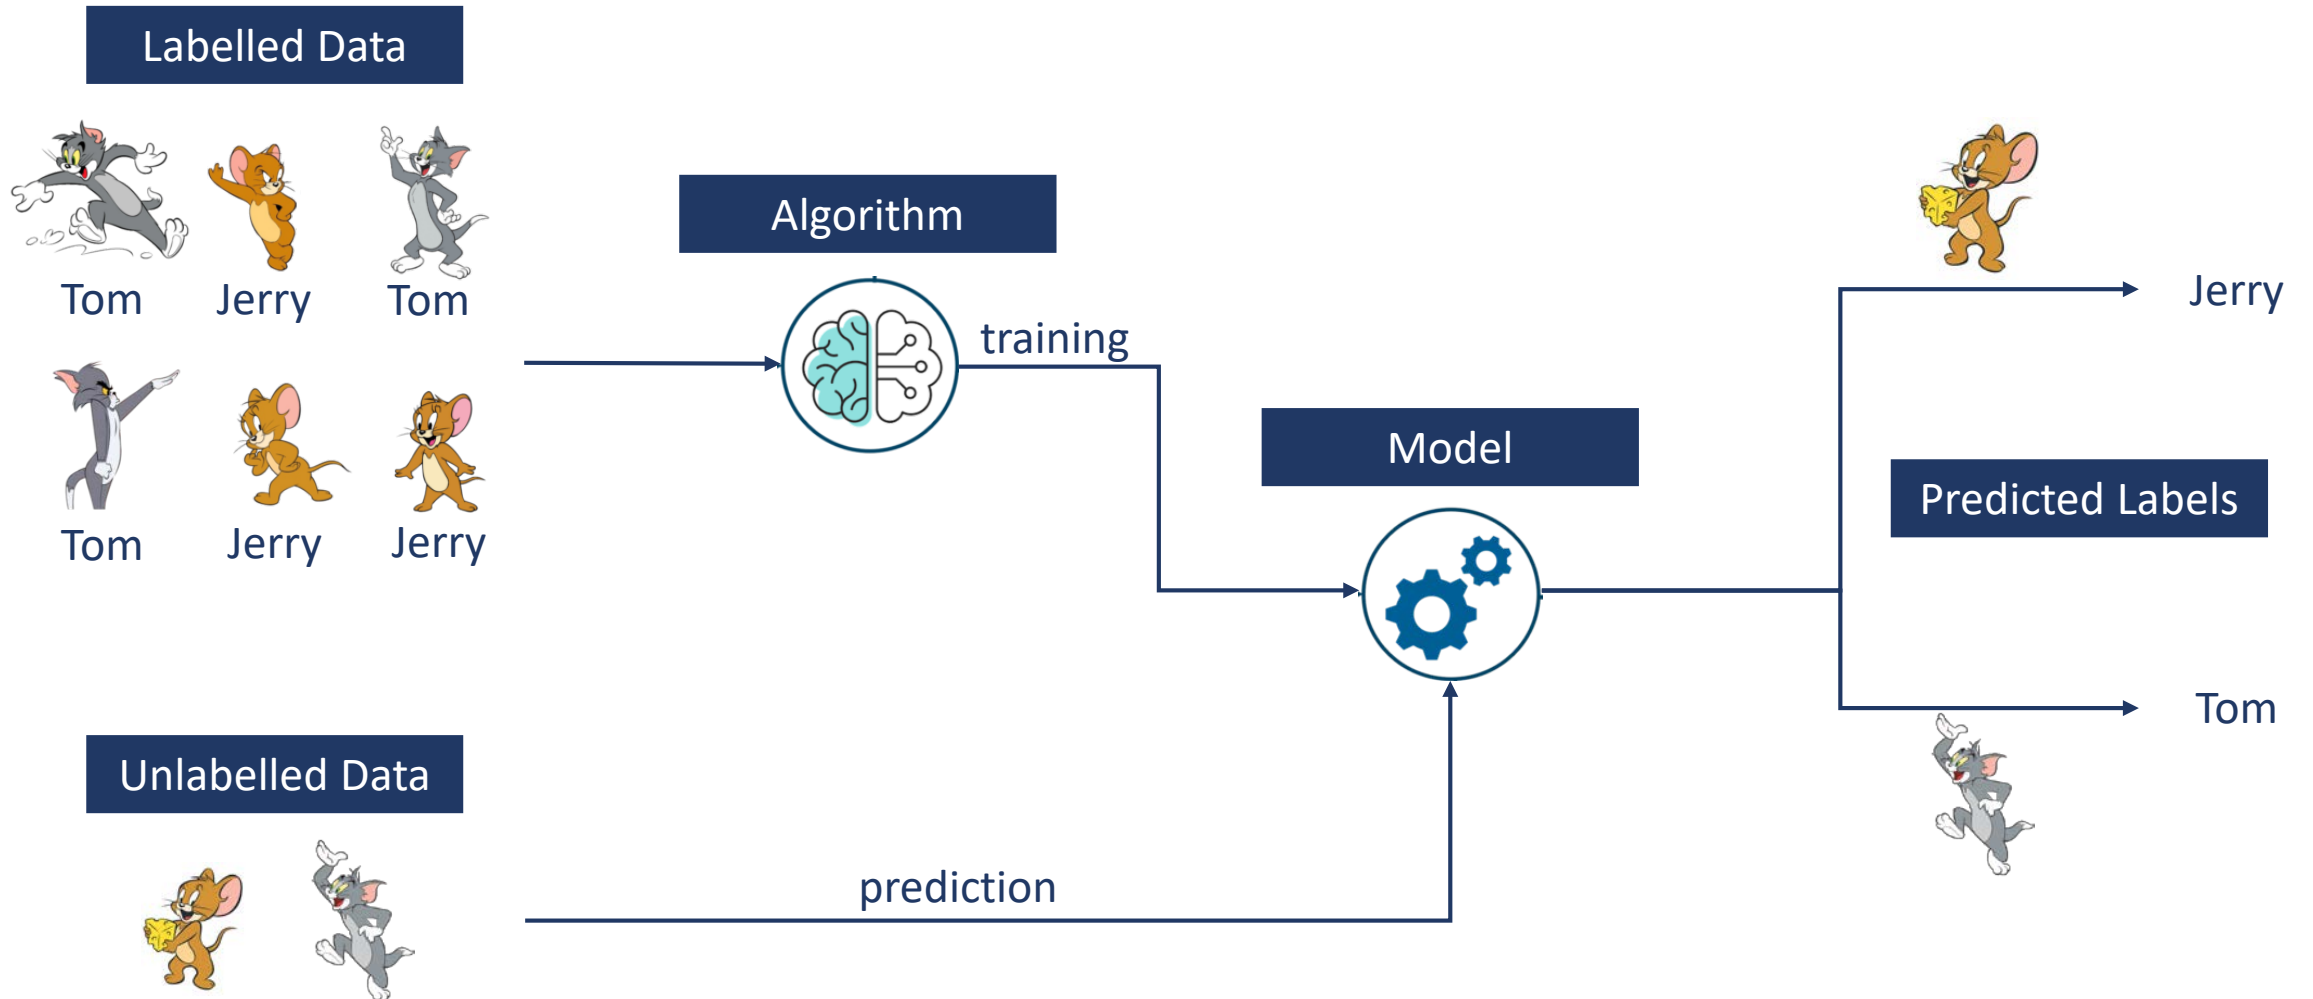 Labelled Data
Tom Jerry Tom
Tom Jerry Jerry
Algorithm
training
Model
Jerry
Predicted Labels
Tom
Unlabelled Data
prediction